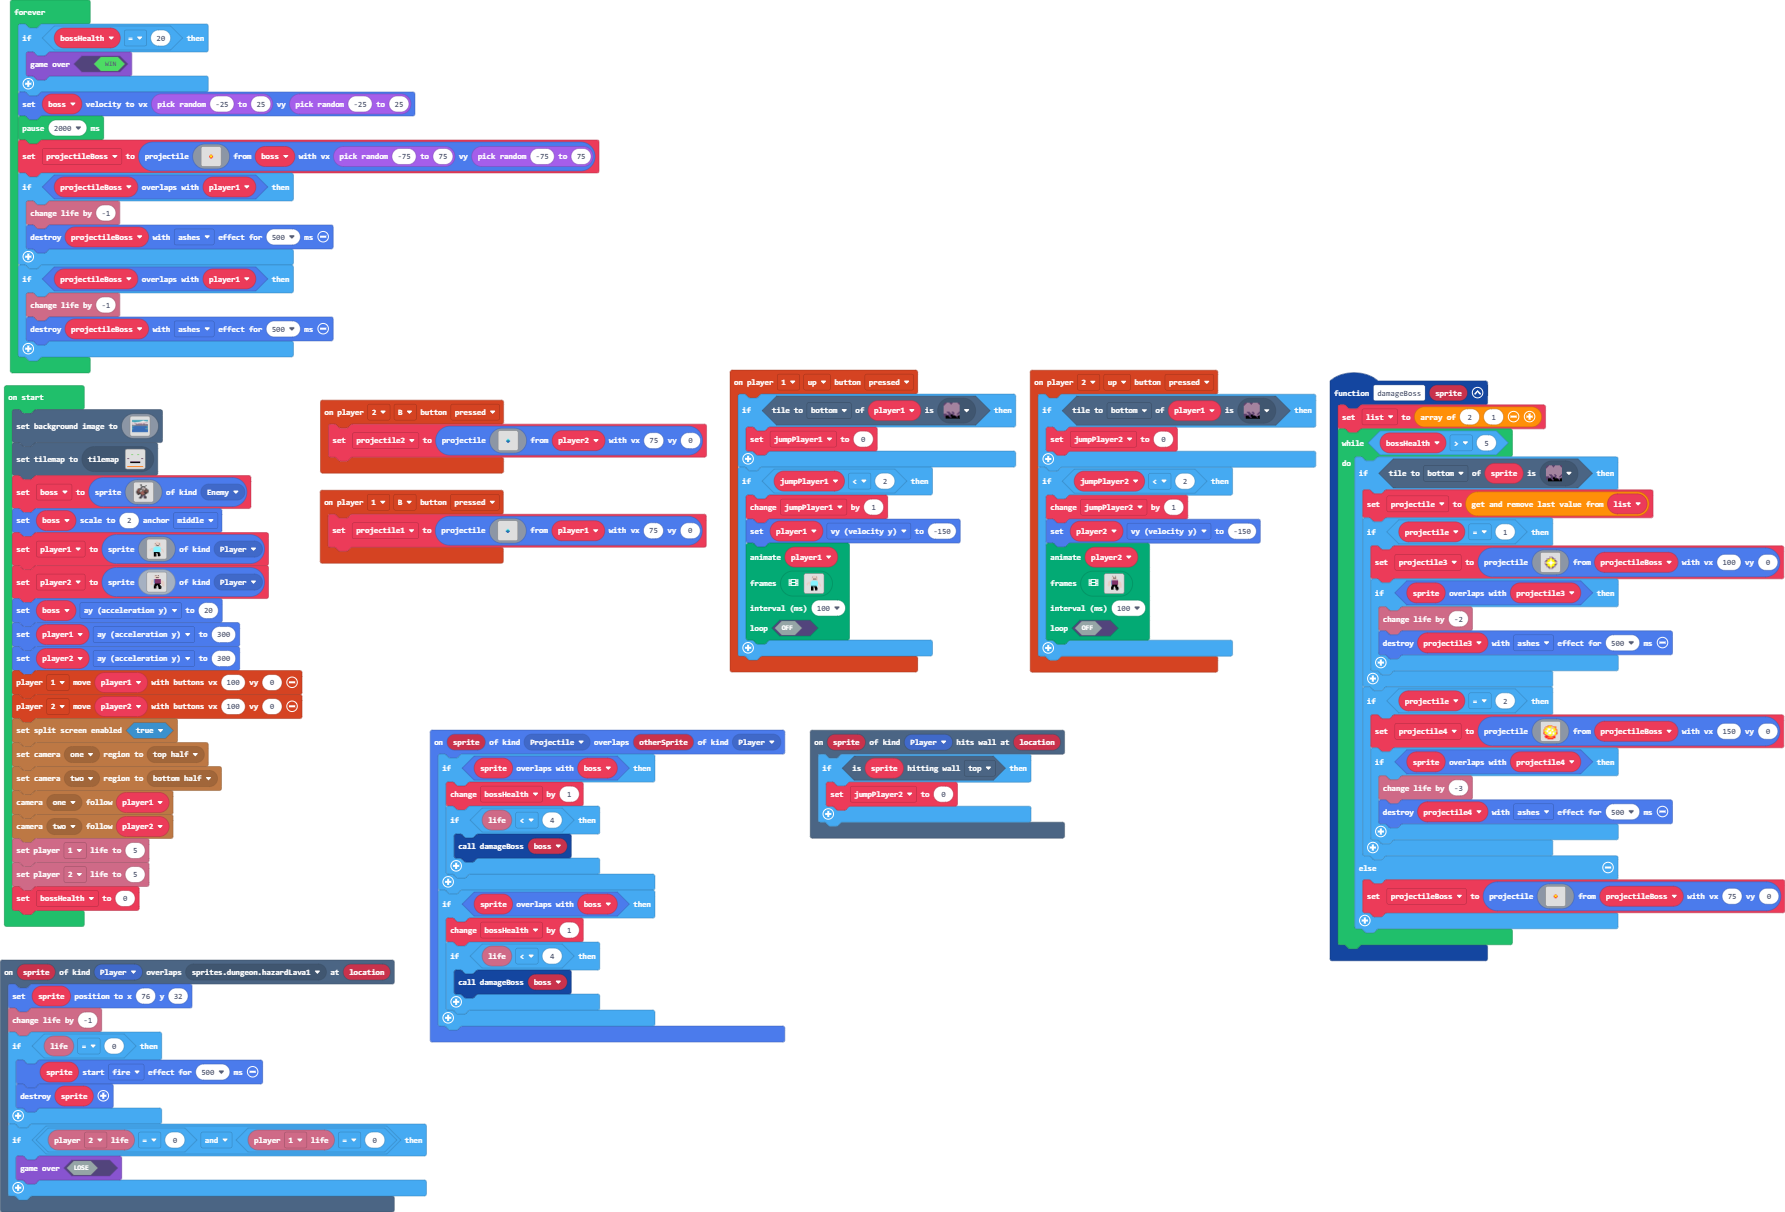 forever
if bossHealth = 20 then
game over WIN
set boss velocity to vx pick random -25 to 25 vy pick random -25 to 25
pause 2000 ms
set projectileBoss to projectile from boss with vx pick random -75 to 75 vy pick random -75 to 75
if projectileBoss overlaps with player1 then
change life by -1
destroy projectileBoss with ashes effect for 500 ms
if projectileBoss overlaps with player1 then
change life by -1
destroy projectileBoss with ashes effect for 500 ms
on start
set background image to
set tilemap to tilemap
set boss to sprite of kind Enemy
set boss scale to 2 anchor middle
set player1 to sprite of kind Player
set player2 to sprite of kind Player
set boss ay (acceleration y) to 20
set player1 ay (acceleration y) to 300
set player2 ay (acceleration y) to 300
player 1 move player1 with buttons vx 100 vy 0
player 2 move player2 with buttons vx 100 vy 0
set split screen enabled true
set camera one region to top half
set camera two region to bottom half
camera one follow player1
camera two follow player2
set player 1 life to 5
set player 2 life to 5
set bossHealth to 0
on player 2 B button pressed
set projectile2 to projectile from player2 with vx 75 vy 0
on player 1 B button pressed
set projectile1 to projectile from player1 with vx 75 vy 0
on player 1 up button pressed
if tile to bottom of player1 is then
set jumpPlayer1 to 0
if jumpPlayer1 < 2 then
change jumpPlayer1 by 1
set player1 vy (velocity y) to -150
animate player1
frames
interval (ms) 100
loop OFF
on player 2 up button pressed
if tile to bottom of player1 is then
set jumpPlayer2 to 0
if jumpPlayer2 < 2 then
change jumpPlayer2 by 1
set player2 vy (velocity y) to -150
animate player2
frames
interval (ms) 100
loop OFF
function damageBoss sprite
set list to array of 2 1
while bossHealth > 5
do if tile to bottom of sprite is then
set projectile to get and remove last value from list
if projectile = 1 then
set projectile3 to projectile from projectileBoss with vx 100 vy 0
if sprite overlaps with projectile3 then
change life by -2
destroy projectile3 with ashes effect for 500 ms
if projectile = 2 then
set projectile4 to projectile from projectileBoss with vx 150 vy 0
if sprite overlaps with projectile4 then
change life by -3
destroy projectile4 with ashes effect for 500 ms
else
set projectileBoss to projectile from projectileBoss with vx 75 vy 0
on sprite of kind Projectile overlaps otherSprite of kind Player
if sprite overlaps with boss then
change bossHealth by 1
if life < 4 then
call damageBoss boss
if sprite overlaps with boss then
change bossHealth by 1
if life < 4 then
call damageBoss boss
on sprite of kind Player hits wall at location
if is sprite hitting wall top then
set jumpPlayer2 to 0
on sprite of kind Player overlaps sprites.dungeon.hazardLava1 at location
set sprite position to x 76 y 32
change life by -1
if life = 0 then
sprite start fire effect for 500 ms
destroy sprite
if player 2 life = 0 and player 1 life = 0 then
game over LOSE